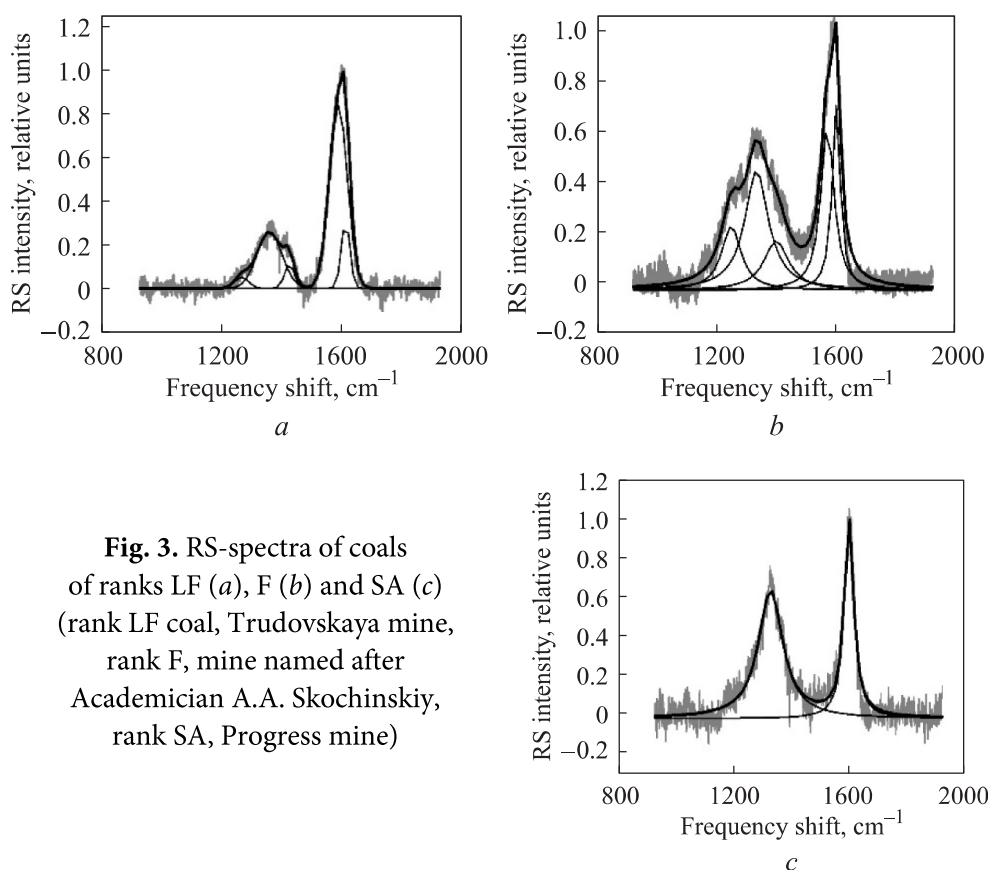 RS intensity, relative units
1.2
1.0
0.8
0.6
0.4
0.2
0
−0.2
800 1200 1600 2000
Frequency shift, cm−1
a
RS intensity, relative units
1.0
0.8
0.6
0.4
0.2
0
−0.2
800 1200 1600 2000
Frequency shift, cm−1
b
Fig. 3. RS-spectra of coals
of ranks LF (a), F (b) and SA (c)
(rank LF coal, Trudovskaya mine,
rank F, mine named after
Academician A.A. Skochinskiy,
rank SA, Progress mine)
RS intensity, relative units
1.2
1.0
0.8
0.6
0.4
0.2
0
−0.2
800 1200 1600 2000
Frequency shift, cm−1
c